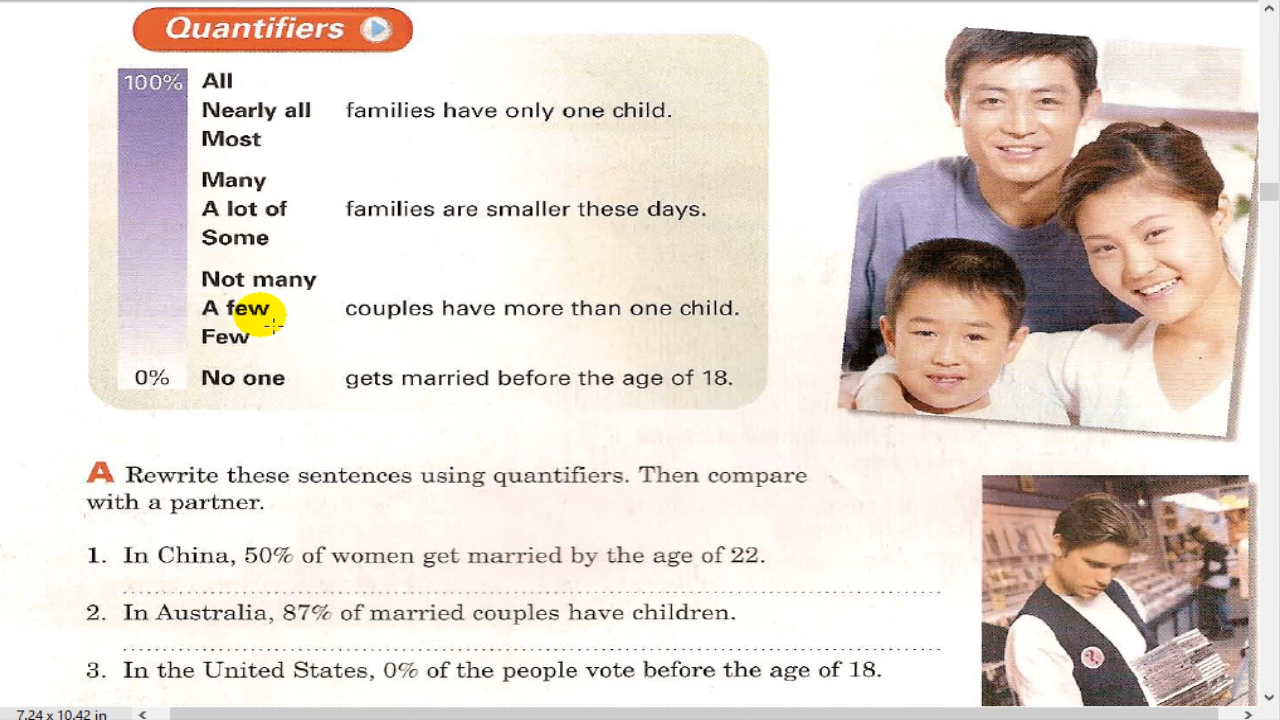 Quantifiers
100% All
Nearly all families have only one child.
Most
Many
A lot of families are smaller these days.
Some
Not many
A few couples have more than one child.
Few
0% No one gets married before the age of 18.
A Rewrite these sentences using quantifiers. Then compare
with a partner.
1. In China, 50% of women get married by the age of 22.
2. In Australia, 87% of married couples have children.
3. In the United States, 0% of the people vote before the age of 18.
7.24 x 10.42 in